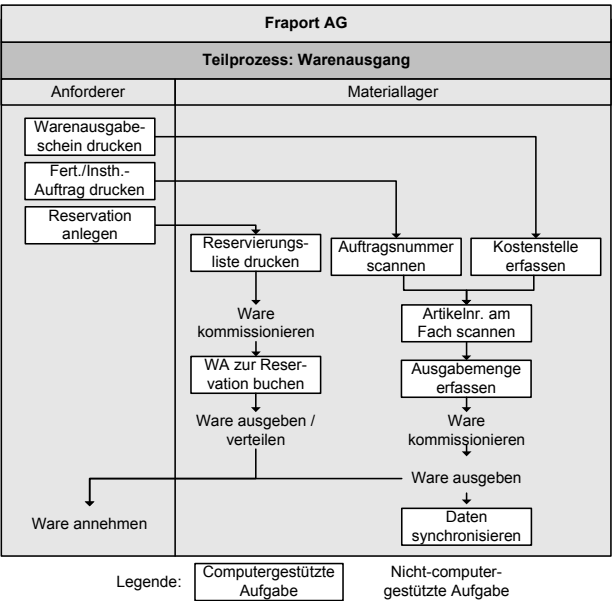 Fraport AG
Teilprozess: Warenausgang
Anforderer
Materiallager
Warenausgabe-
schein drucken
Fert./Insth.-
Auftrag drucken
Reservation
anlegen
Reservierungs-
liste drucken
Auftragsnummer
scannen
Kostenstelle
erfassen
Ware
kommissionieren
Artikelnr. am
Fach scannen
WA zur Reser-
vation buchen
Ausgabemenge
erfassen
Ware ausgeben /
verteilen
Ware
kommissionieren
Ware ausgeben
Ware annehmen
Daten
synchronisieren
Legende:
Computergestützte
Aufgabe
Nicht-computer-
gestützte Aufgabe